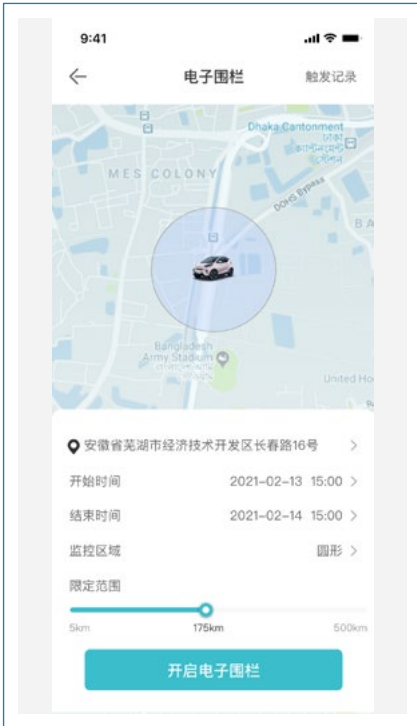 9:41
电子围栏
触发记录
Dhaka Cantonment
MES COLONY
DOHS Bypass
BA
Bangladesh
Army Stadium
United Ho
安徽省芜湖市经济技术开发区长春路16号
开始时间 2021-02-13 15:00
结束时间 2021-02-14 15:00
监控区域 圆形
限定范围
5km 175km 500km
开启电子围栏